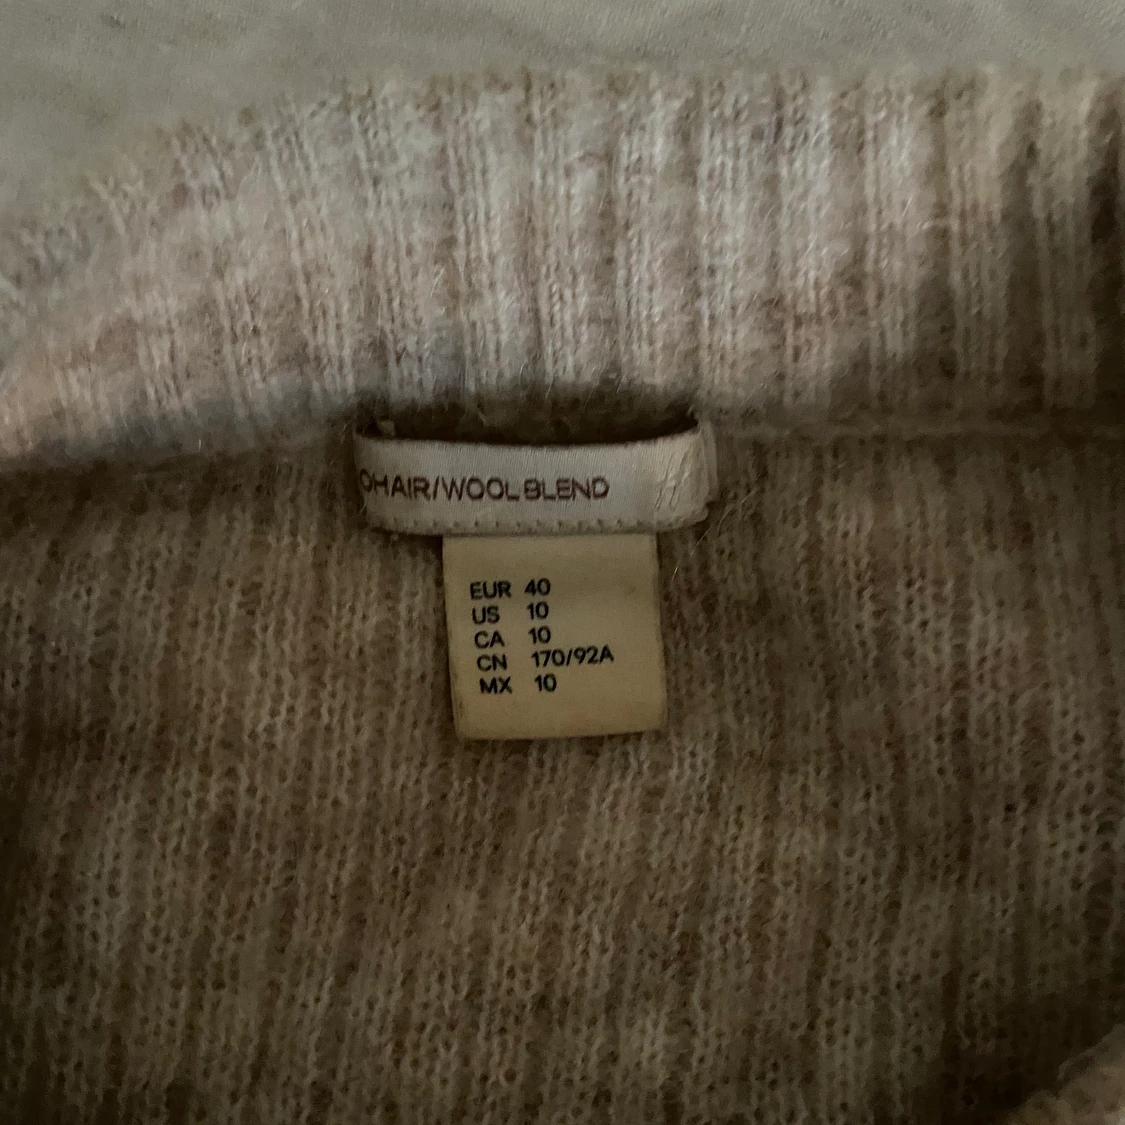 OHAIR/WOOL BLEND
EUR 40
US 10
CA 10
CN 170/92A
MX 10